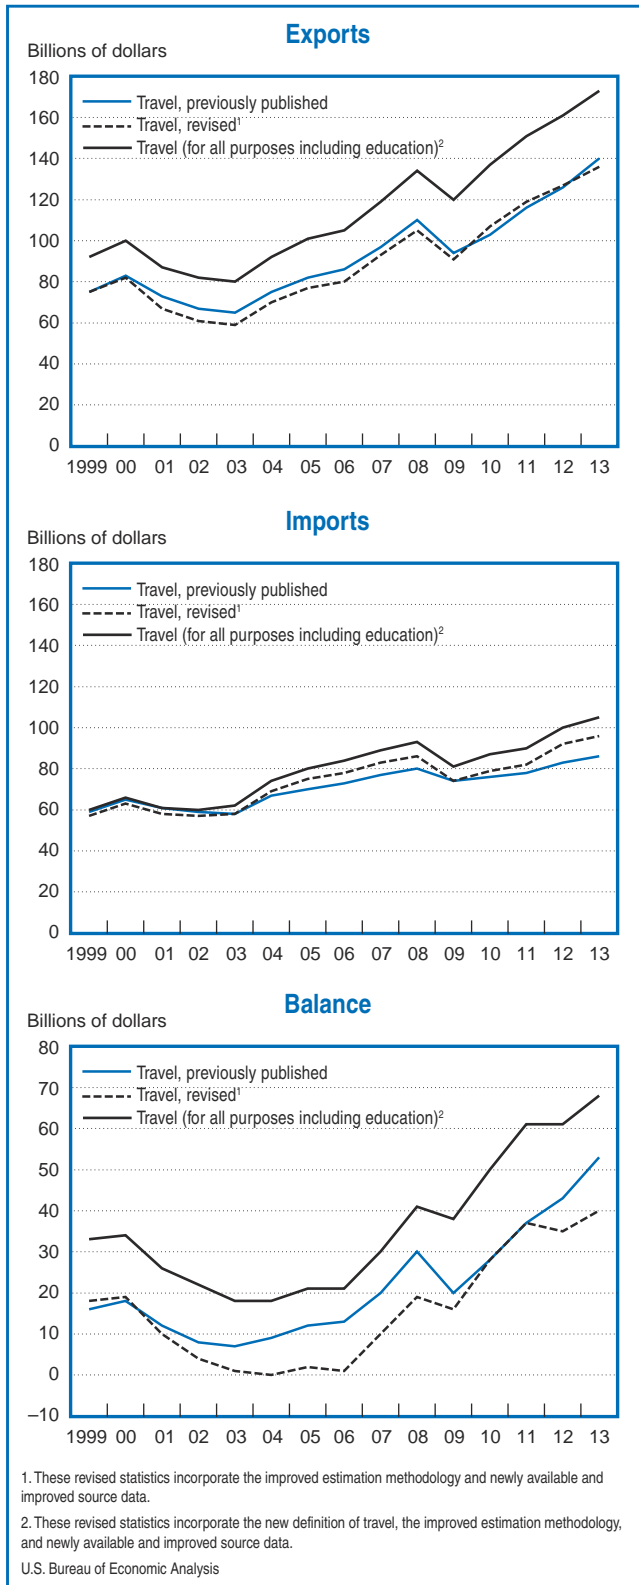 Exports
Billions of dollars
180
160
140
120
100
80
60
40
20
0
Travel, previously published
Travel, revised1
Travel (for all purposes including education)2
1999 00 01 02 03 04 05 06 07 08 09 10 11 12 13
Imports
Billions of dollars
180
160
140
120
100
80
60
40
20
0
Travel, previously published
Travel, revised1
Travel (for all purposes including education)2
1999 00 01 02 03 04 05 06 07 08 09 10 11 12 13
Balance
Billions of dollars
80
70
60
50
40
30
20
10
0
–10
Travel, previously published
Travel, revised1
Travel (for all purposes including education)2
1999 00 01 02 03 04 05 06 07 08 09 10 11 12 13
1. These revised statistics incorporate the improved estimation methodology and newly available and
improved source data.
2. These revised statistics incorporate the new definition of travel, the improved estimation methodology,
and newly available and improved source data.
U.S. Bureau of Economic Analysis